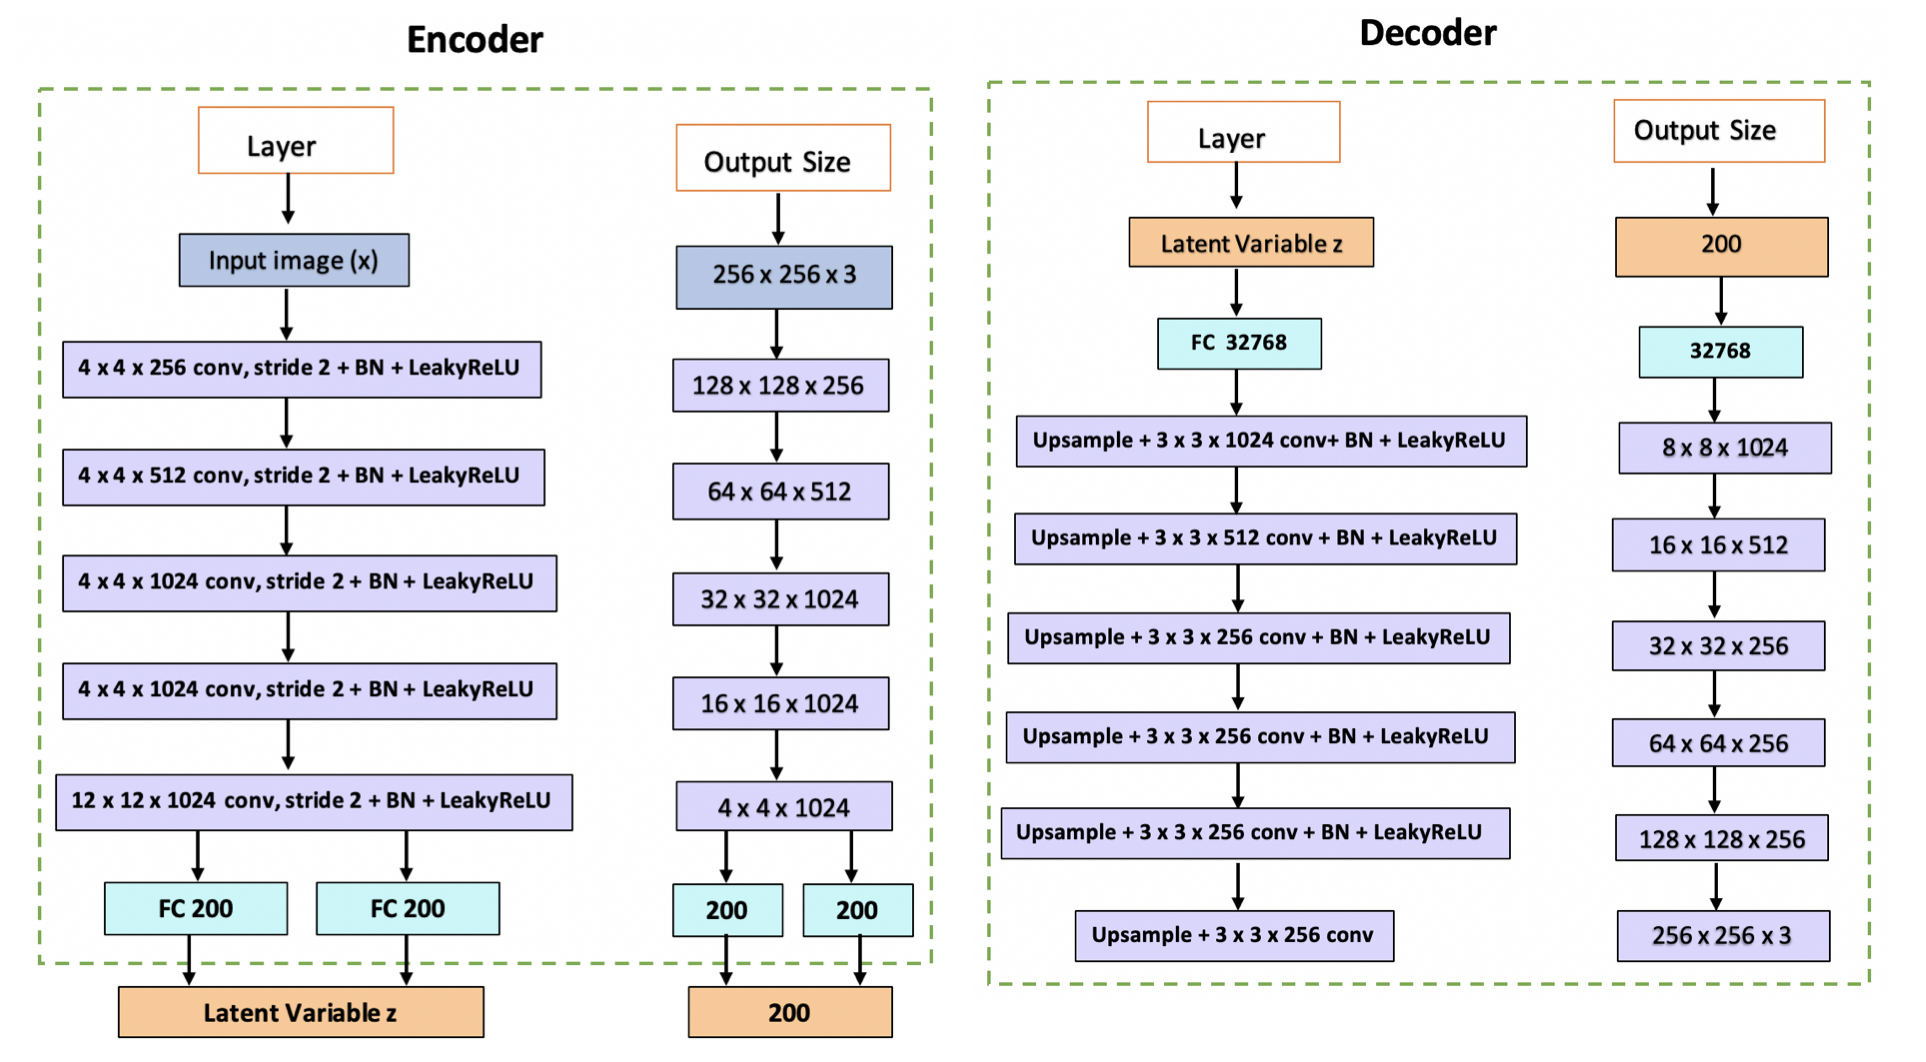 Encoder
Layer
Input image (x)
4 x 4 x 256 conv, stride 2 + BN + LeakyReLU
4 x 4 x 512 conv, stride 2 + BN + LeakyReLU
4 x 4 x 1024 conv, stride 2 + BN + LeakyReLU
4 x 4 x 1024 conv, stride 2 + BN + LeakyReLU
12 x 12 x 1024 conv, stride 2 + BN + LeakyReLU
FC 200
FC 200
Latent Variable z
Output Size
256 x 256 x 3
128 x 128 x 256
64 x 64 x 512
32 x 32 x 1024
16 x 16 x 1024
4 x 4 x 1024
200
200
200
Decoder
Layer
Latent Variable z
FC 32768
Upsample + 3 x 3 x 1024 conv+ BN + LeakyReLU
Upsample + 3 x 3 x 512 conv + BN + LeakyReLU
Upsample + 3 x 3 x 256 conv + BN + LeakyReLU
Upsample + 3 x 3 x 256 conv + BN + LeakyReLU
Upsample + 3 x 3 x 256 conv + BN + LeakyReLU
Upsample + 3 x 3 x 256 conv
Output Size
200
32768
8 x 8 x 1024
16 x 16 x 512
32 x 32 x 256
64 x 64 x 256
128 x 128 x 256
256 x 256 x 3